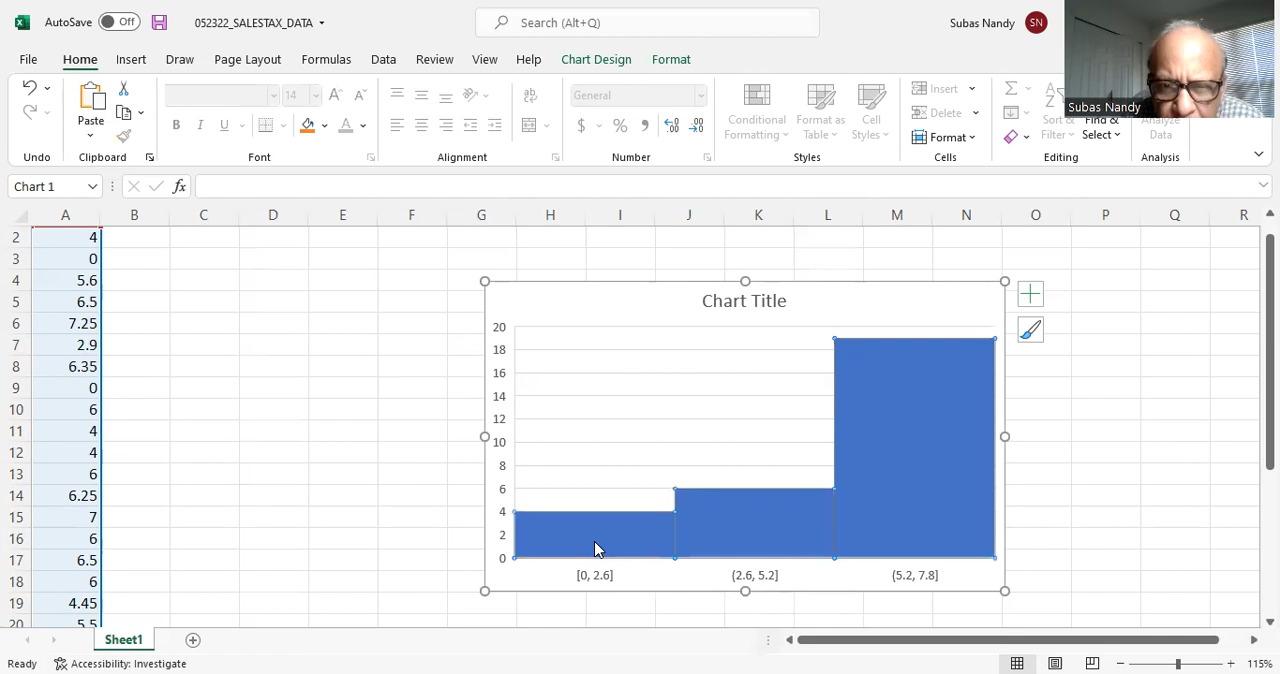 AutoSave Off 052322_SALESTAX_DATA Search (Alt+Q) Subas Nandy SN
File Home Insert Draw Page Layout Formulas Data Review View Help Chart Design Format
Subas Nandy
14 General
Paste
B I U
Conditional Formatting
Format as Table
Cell Styles
Insert
Delete
Format
Sort & Filter
Find & Select
Analyze Data
Undo Clipboard Font Alignment Number Styles Cells Editing Analysis
Chart 1 fx
A B C D E F G H I J K L M N O P Q R
2 4
3 0
4 5.6
5 6.5
6 7.25
7 2.9
8 6.35
9 0
10 6
11 4
12 4
13 6
14 6.25
15 7
16 6
17 6.5
18 6
19 4.45
20 5.5
Chart Title
20
18
16
14
12
10
8
6
4
2
0
[0, 2.6] (2.6, 5.2] (5.2, 7.8]
Sheet1
Ready Accessibility: Investigate 115%